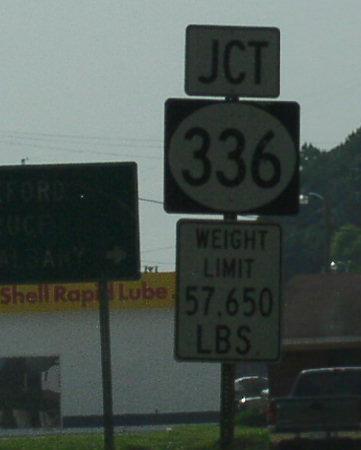 JCT
336
WEIGHT
LIMIT
57,650
LBS.
Shell Rapid Lube